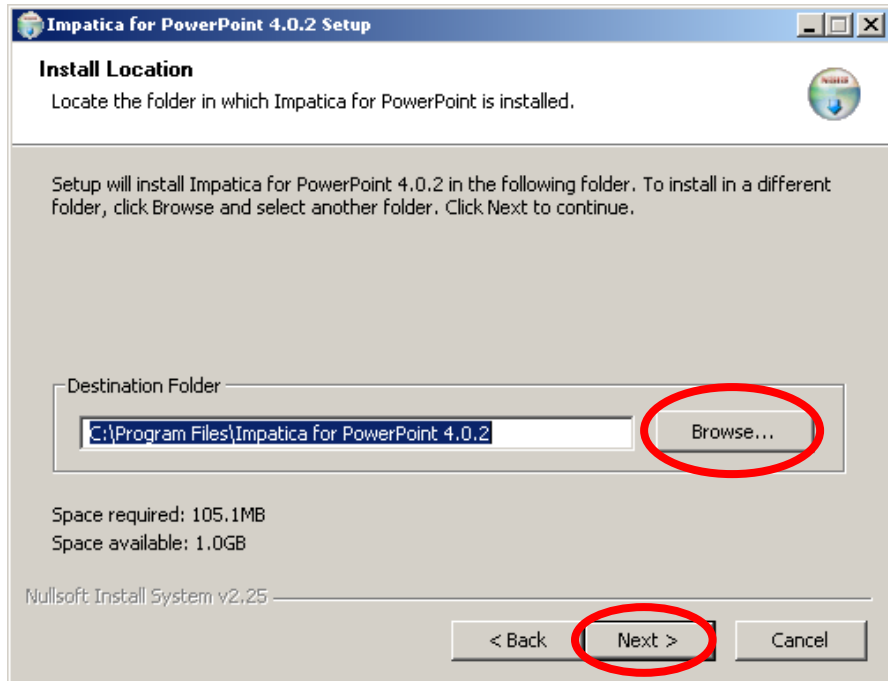 Impatica for PowerPoint 4.0.2 Setup
Install Location
Locate the folder in which Impatica for PowerPoint is installed.
Setup will install Impatica for PowerPoint 4.0.2 in the following folder. To install in a different
folder, click Browse and select another folder. Click Next to continue.
Destination Folder
C:\Program Files\Impatica for PowerPoint 4.0.2
Browse...
Space required: 105.1MB
Space available: 1.0GB
Nullsoft Install System v2.25
< Back
Next >
Cancel